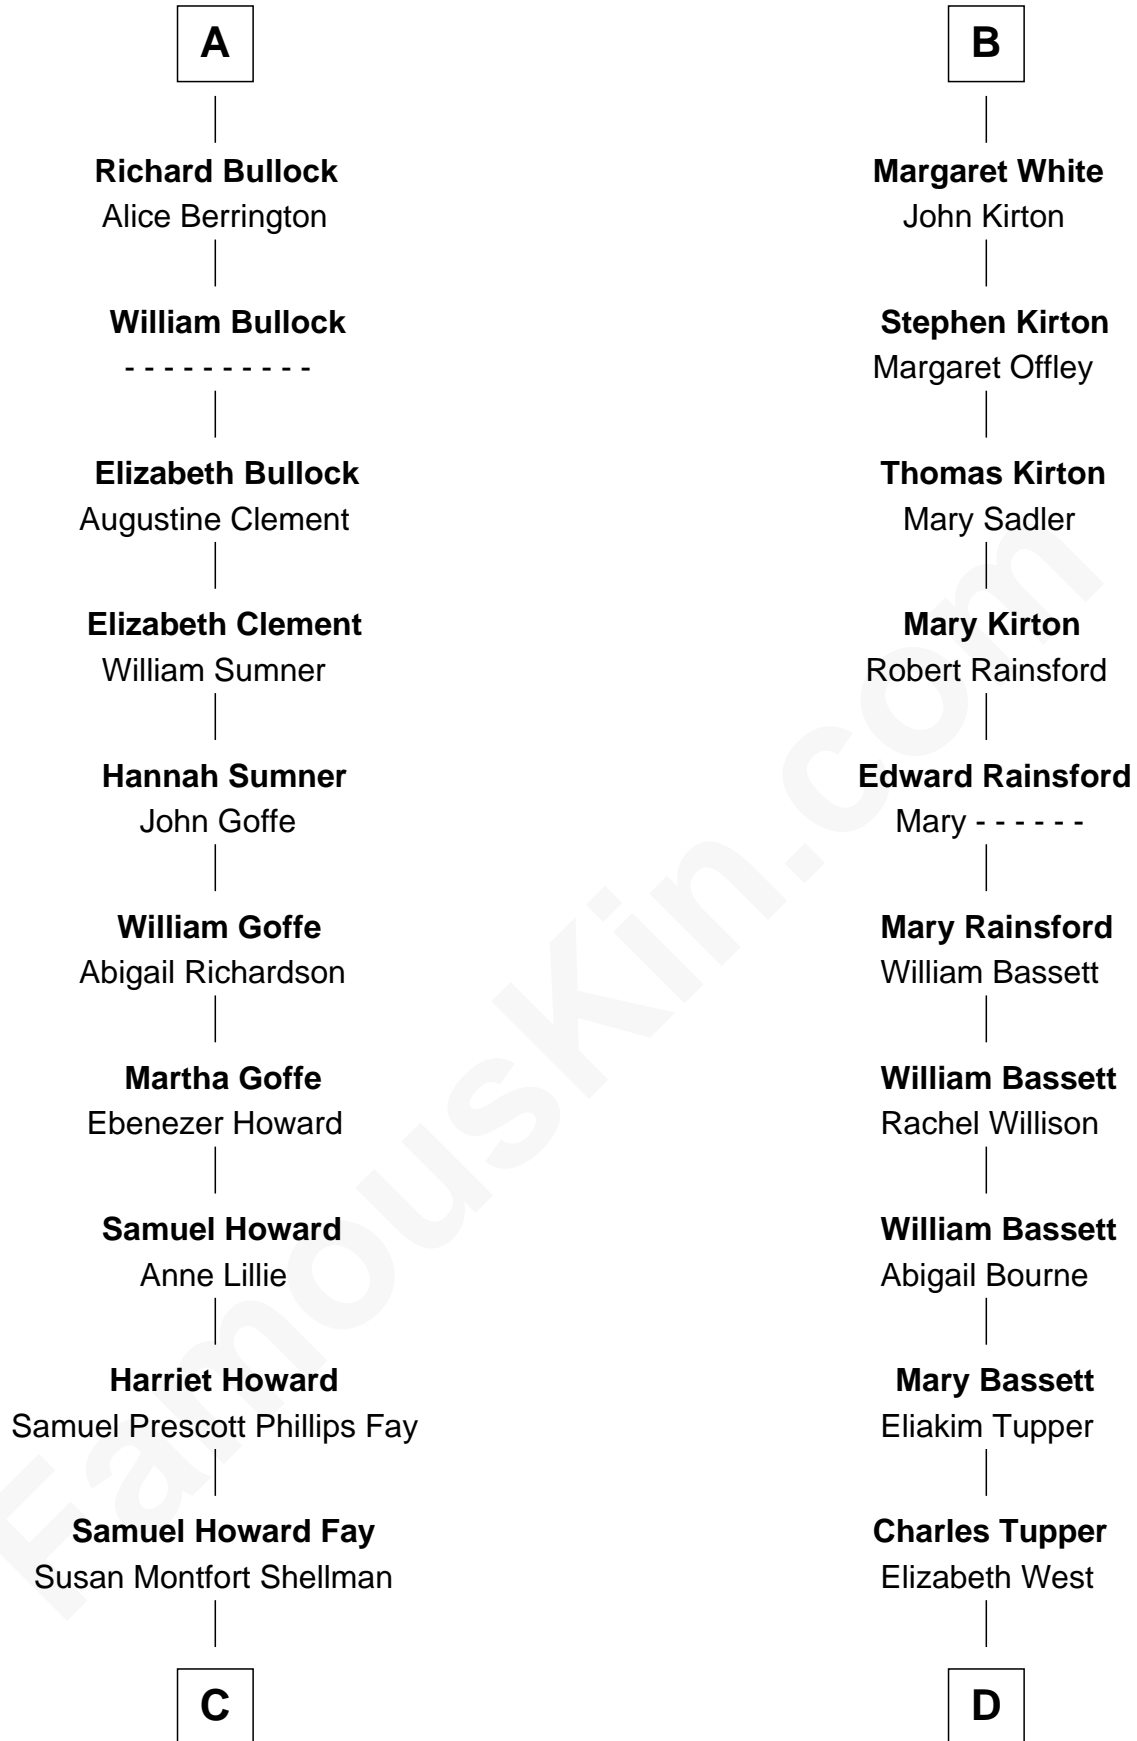 A
Richard Bullock
Alice Berrington
William Bullock
- - - - - - - - - -
Elizabeth Bullock
Augustine Clement
Elizabeth Clement
William Sumner
Hannah Sumner
John Goffe
William Goffe
Abigail Richardson
Martha Goffe
Ebenezer Howard
Samuel Howard
Anne Lillie
Harriet Howard
Samuel Prescott Phillips Fay
Samuel Howard Fay
Susan Montfort Shellman
C
B
Margaret White
John Kirton
Stephen Kirton
Margaret Offley
Thomas Kirton
Mary Sadler
Mary Kirton
Robert Rainsford
Edward Rainsford
Mary - - - - - -
Mary Rainsford
William Bassett
William Bassett
Rachel Willison
William Bassett
Abigail Bourne
Mary Bassett
Eliakim Tupper
Charles Tupper
Elizabeth West
D
FamousKin.com